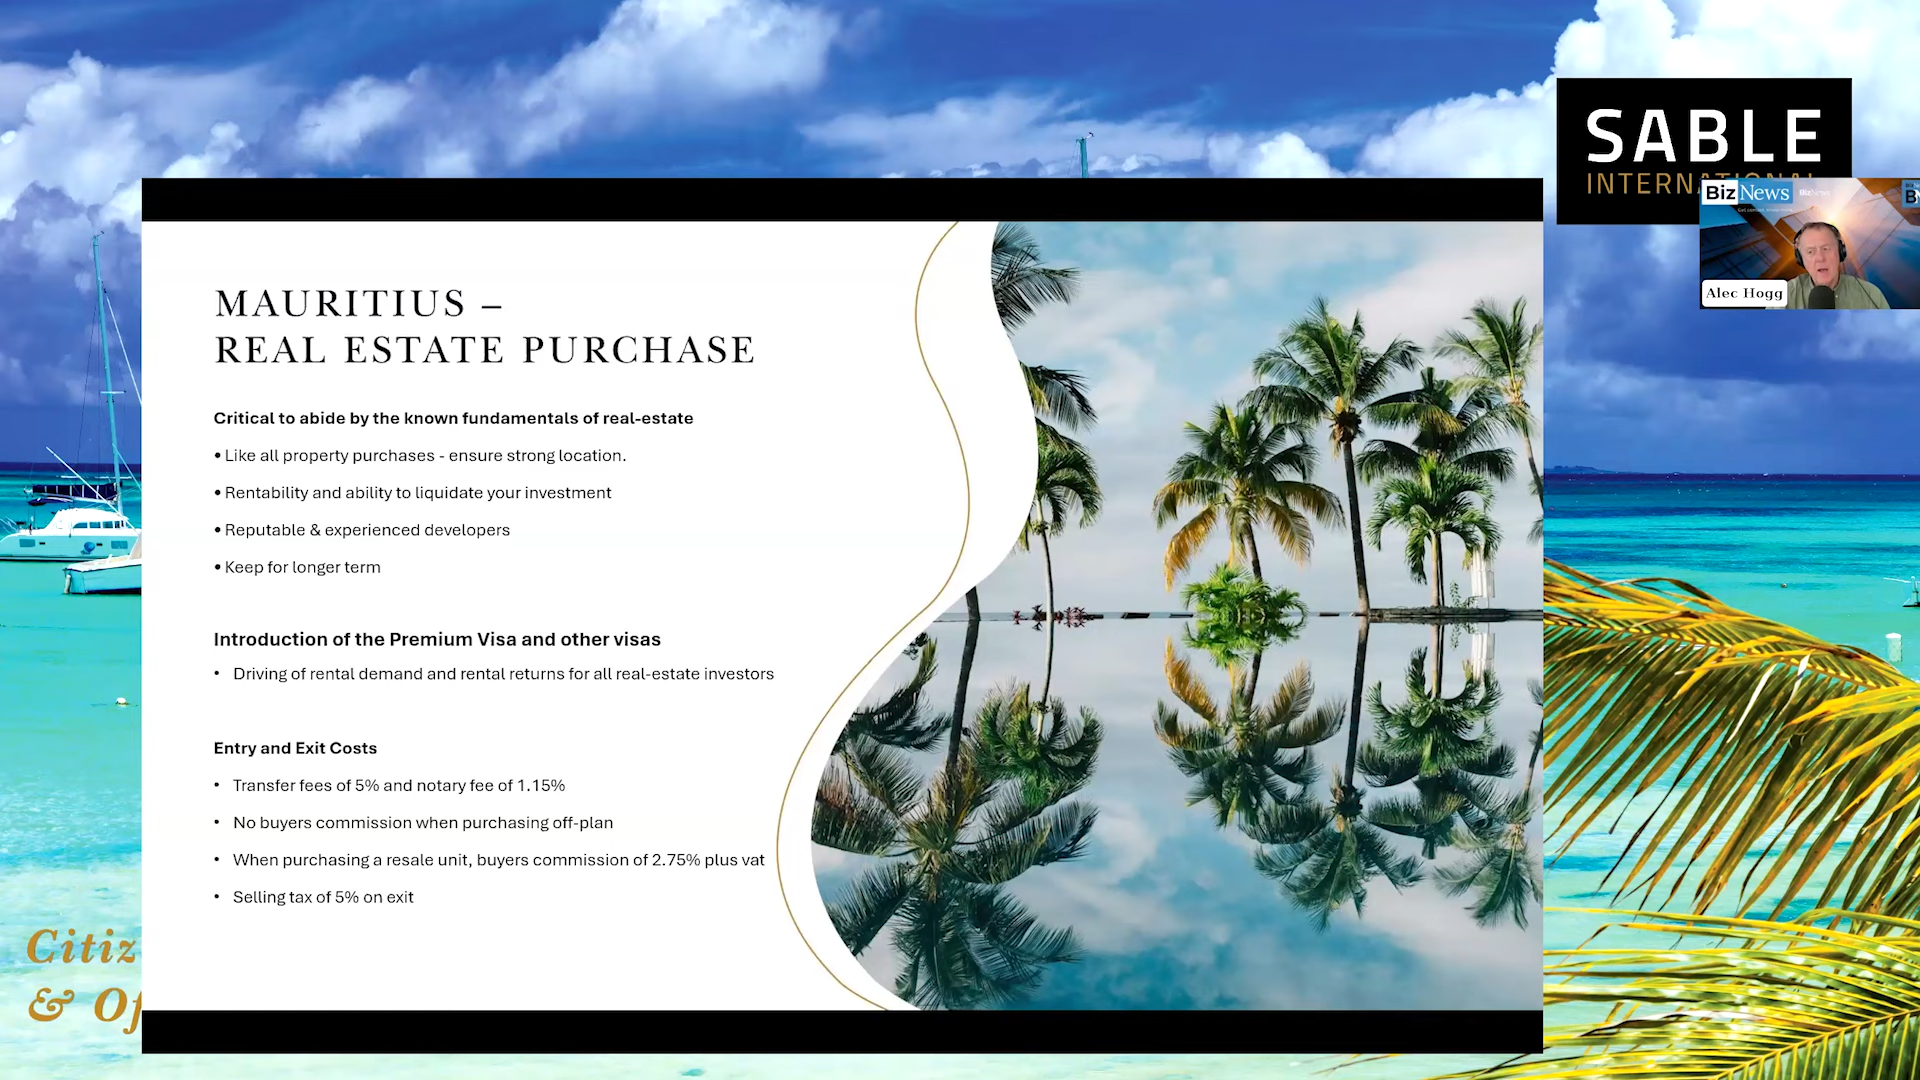 SABLE
INTERNATIONAL
BizNews
Alec Hogg
MAURITIUS –
REAL ESTATE PURCHASE
Critical to abide by the known fundamentals of real-estate
• Like all property purchases - ensure strong location.
• Rentability and ability to liquidate your investment
• Reputable & experienced developers
• Keep for longer term
Introduction of the Premium Visa and other visas
• Driving of rental demand and rental returns for all real-estate investors
Entry and Exit Costs
• Transfer fees of 5% and notary fee of 1.15%
• No buyers commission when purchasing off-plan
• When purchasing a resale unit, buyers commission of 2.75% plus vat
• Selling tax of 5% on exit
Citiz
& Of